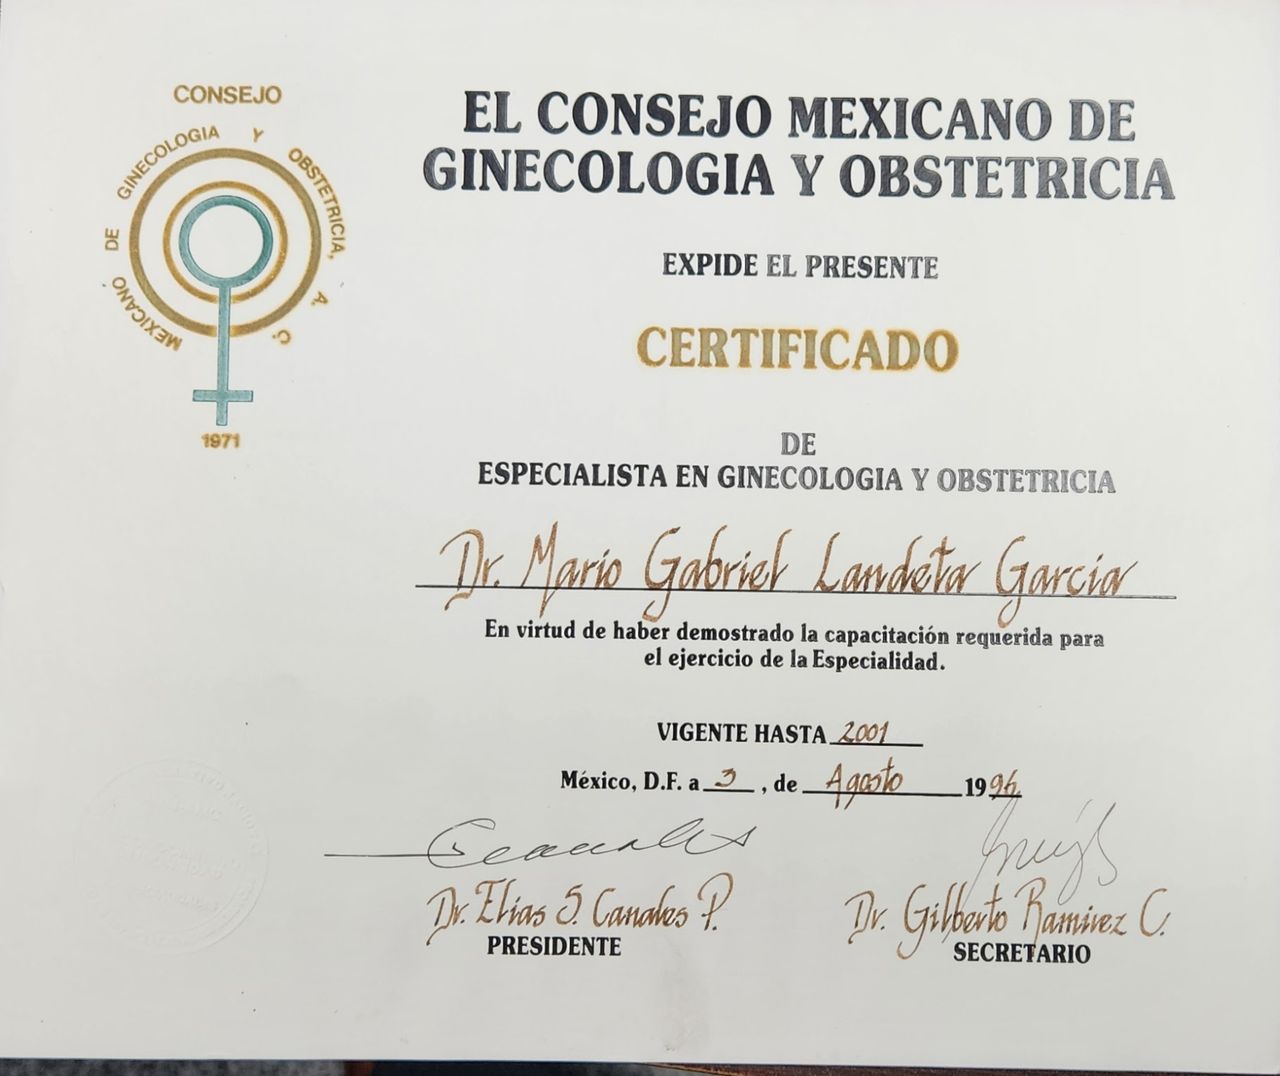 CONSEJO
MEXICANO DE GINECOLOGIA Y OBSTETRICIA, A. C.
1971
EL CONSEJO MEXICANO DE
GINECOLOGIA Y OBSTETRICIA
EXPIDE EL PRESENTE
CERTIFICADO
DE
ESPECIALISTA EN GINECOLOGIA Y OBSTETRICIA
Dr. Mario Gabriel Landeta Garcia
En virtud de haber demostrado la capacitación requerida para
el ejercicio de la Especialidad.
VIGENTE HASTA 2001
México, D.F. a 3, de Agosto 1996
Dr. Elias S. Canales P.
PRESIDENTE
Dr. Gilberto Ramirez C.
SECRETARIO